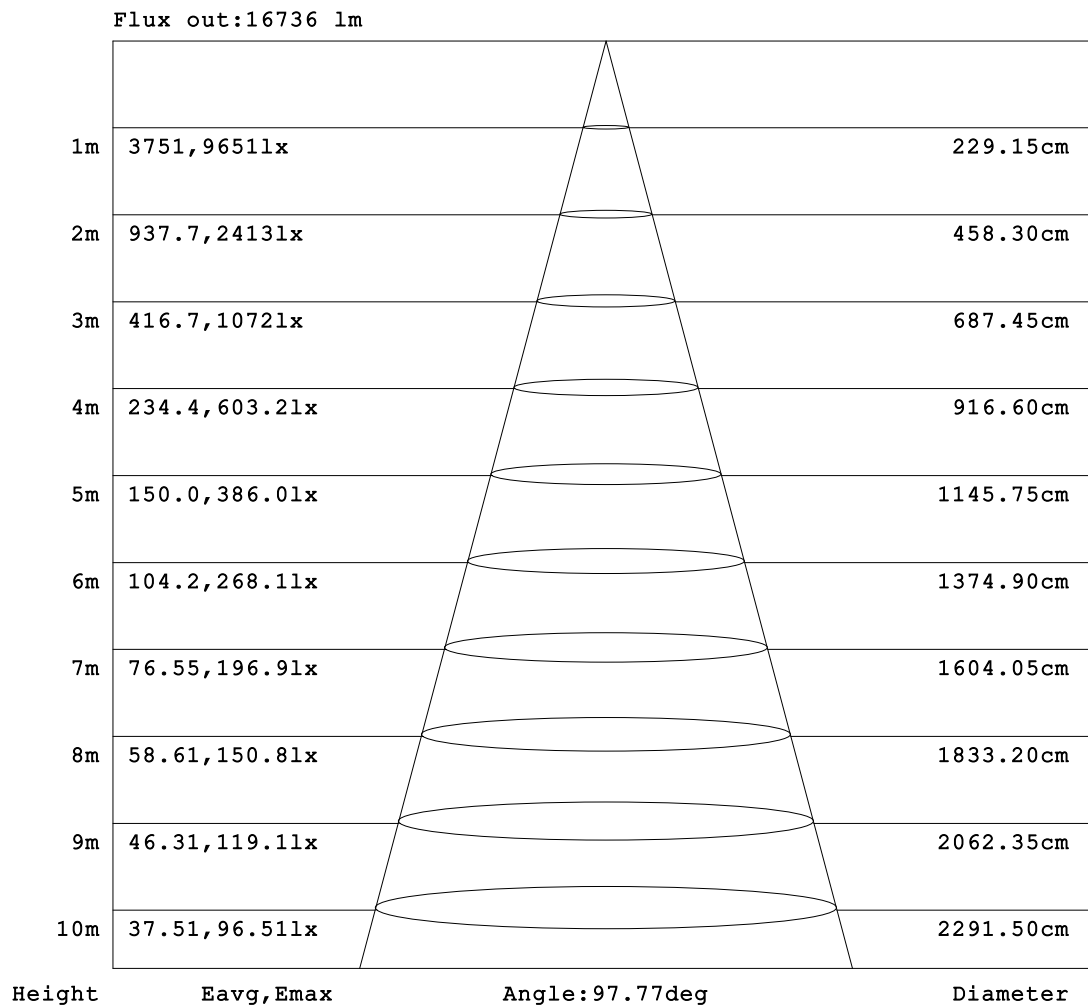 Flux out:16736 lm
1m 3751,9651lx 229.15cm
2m 937.7,2413lx 458.30cm
3m 416.7,1072lx 687.45cm
4m 234.4,603.2lx 916.60cm
5m 150.0,386.0lx 1145.75cm
6m 104.2,268.1lx 1374.90cm
7m 76.55,196.9lx 1604.05cm
8m 58.61,150.8lx 1833.20cm
9m 46.31,119.1lx 2062.35cm
10m 37.51,96.51lx 2291.50cm
Height Eavg,Emax Angle:97.77deg Diameter